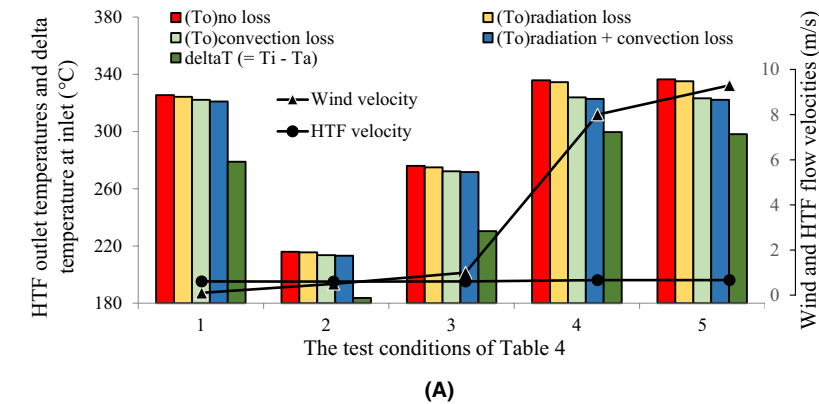 HTF outlet temperatures and delta
temperature at inlet (°C)
380
340
300
260
220
180
(To)no loss
(To)radiation loss
(To)convection loss
(To)radiation + convection loss
deltaT (= Ti - Ta)
Wind velocity
HTF velocity
10
8
6
4
2
0
Wind and HTF flow velocities (m/s)
1 2 3 4 5
The test conditions of Table 4
(A)